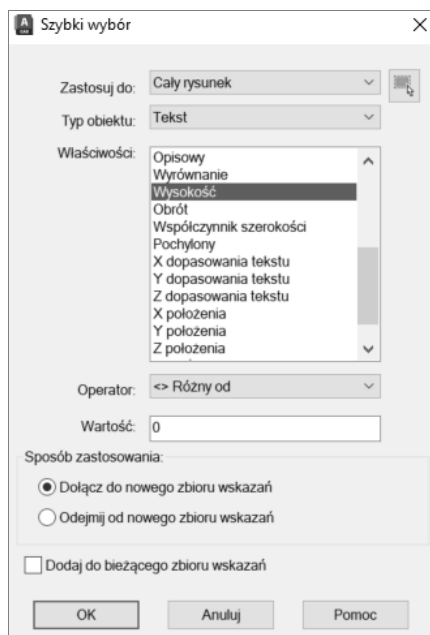 A
CAD
Szybki wybór
Zastosuj do: Cały rysunek
Typ obiektu: Tekst
Właściwości:
Opisowy
Wyrównanie
Wysokość
Obrót
Współczynnik szerokości
Pochylony
X dopasowania tekstu
Y dopasowania tekstu
Z dopasowania tekstu
X położenia
Y położenia
Z położenia
Operator: <> Różny od
Wartość: 0
Sposób zastosowania:
Dołącz do nowego zbioru wskazań
Odejmij od nowego zbioru wskazań
Dodaj do bieżącego zbioru wskazań
OK Anuluj Pomoc